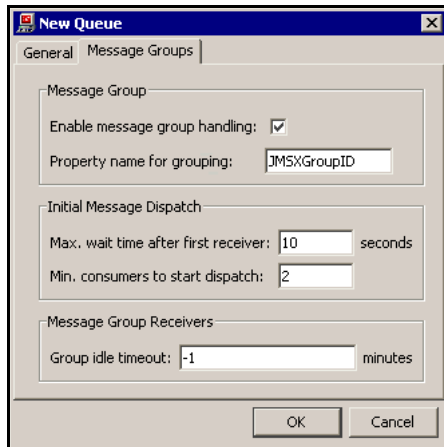 New Queue
General Message Groups
Message Group
Enable message group handling:
Property name for grouping: JMSXGroupID
Initial Message Dispatch
Max. wait time after first receiver: 10 seconds
Min. consumers to start dispatch: 2
Message Group Receivers
Group idle timeout: -1 minutes
OK Cancel